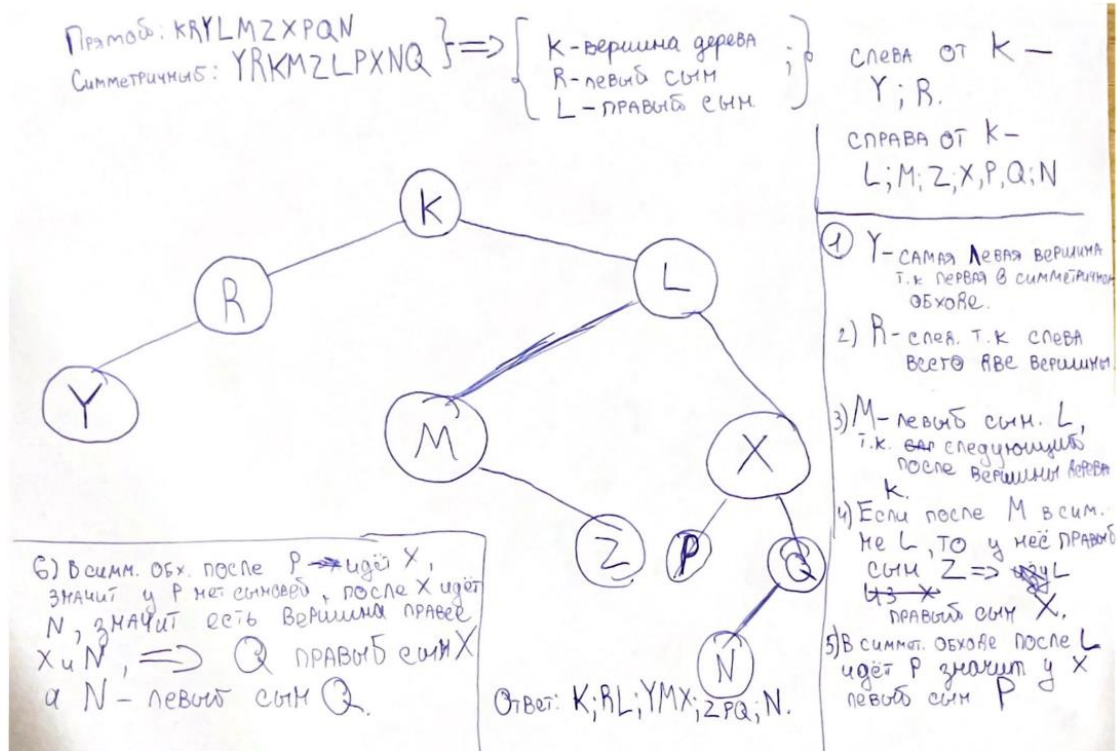 Прямой: KRYLMZXPQN
Симметричный: YRKMZLPXNQ
=>
K - вершина дерева
R - левый сын ;
L - правый сын
слева от K –
Y; R.
справа от K –
L; M; Z; X, P, Q; N
K
R
L
Y
M
X
Z
P
Q
N
1 Y - самая левая вершина
т.к первая в симметричном
обходе.
2) R - след. т.к слева
всего две вершины
3) M - левый сын. L,
т.к. следующий
после вершины дерева
K.
4) Если после M в сим.
не L, то у неё правый
сын Z => у L
правый сын X.
5) В симмет. обходе после L
идёт P значит у X
левый сын P
6) В симм. обх. после P идёт X,
значит у P нет сыновей, после X идёт
N, значит есть вершина правее
X и N, => Q правый сын X
а N - левый сын Q.
Ответ: K; RL; YMX; ZPQ; N.